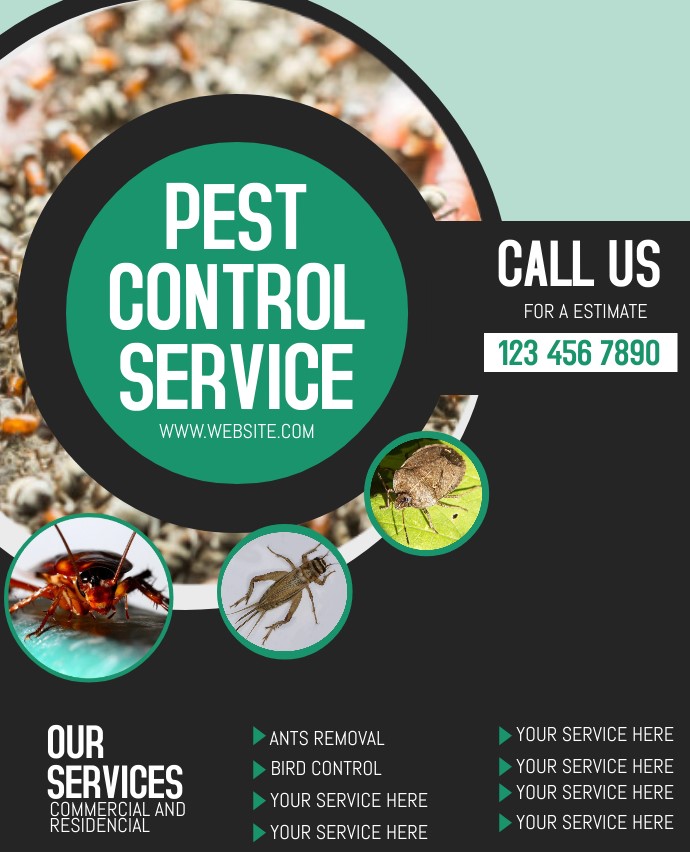 PEST
CONTROL
SERVICE
WWW.WEBSITE.COM
CALL US
FOR A ESTIMATE
123 456 7890
OUR
SERVICES
COMMERCIAL AND
RESIDENCIAL
ANTS REMOVAL
BIRD CONTROL
YOUR SERVICE HERE
YOUR SERVICE HERE
YOUR SERVICE HERE
YOUR SERVICE HERE
YOUR SERVICE HERE
YOUR SERVICE HERE